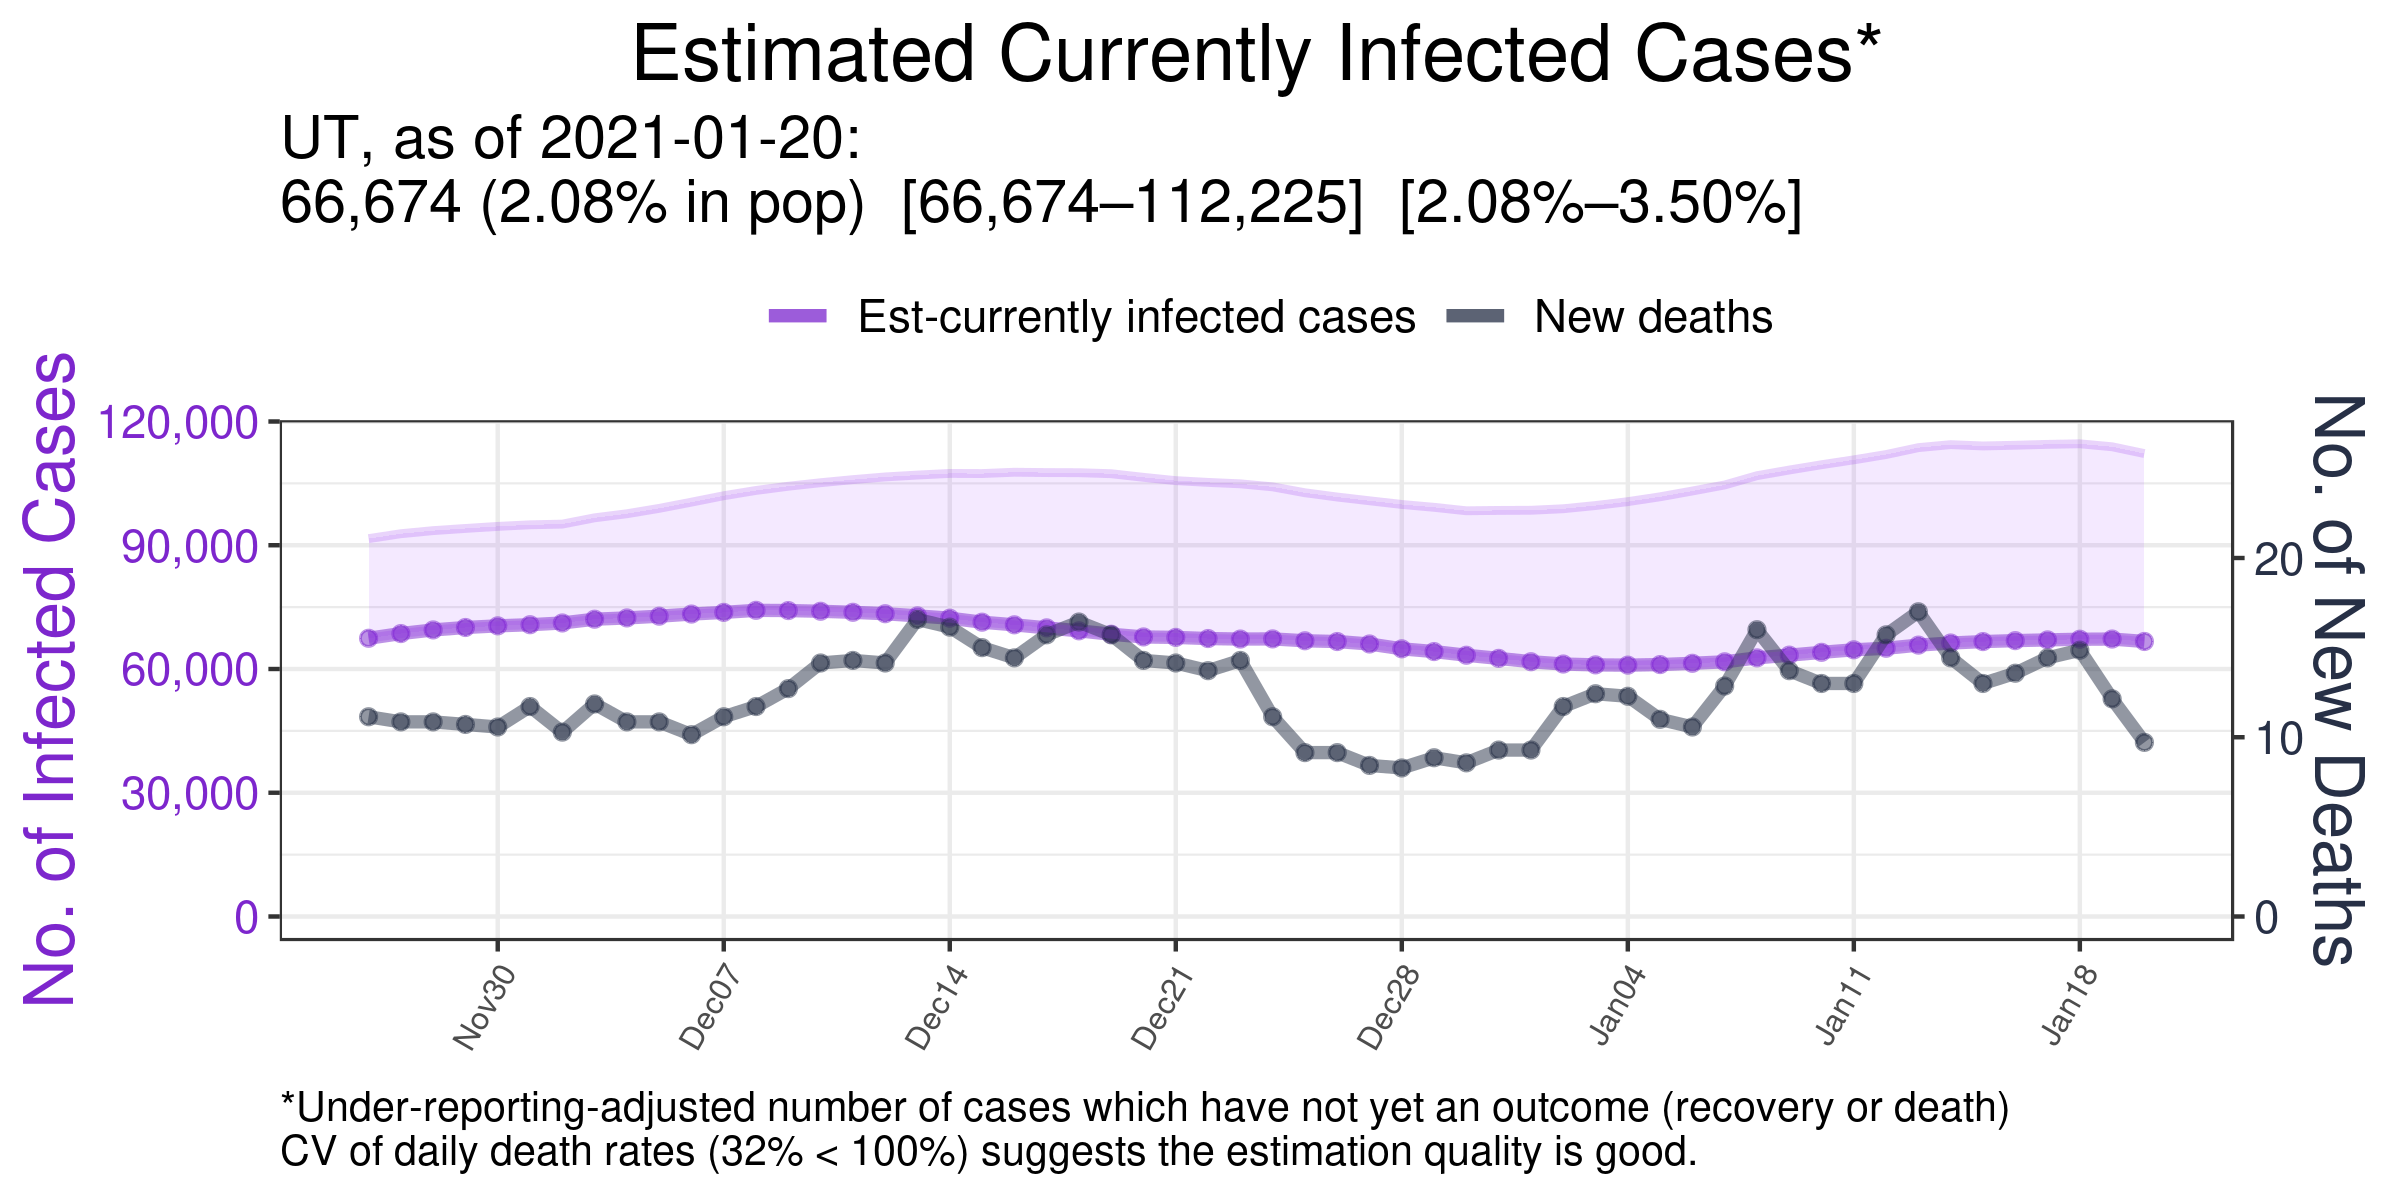 Estimated Currently Infected Cases*
UT, as of 2021-01-20:
66,674 (2.08% in pop)  [66,674–112,225]  [2.08%–3.50%]
Est-currently infected cases
New deaths
No. of Infected Cases
120,000
90,000
60,000
30,000
0
No. of New Deaths
20
10
0
Nov30
Dec07
Dec14
Dec21
Dec28
Jan04
Jan11
Jan18
*Under-reporting-adjusted number of cases which have not yet an outcome (recovery or death)
CV of daily death rates (32% < 100%) suggests the estimation quality is good.